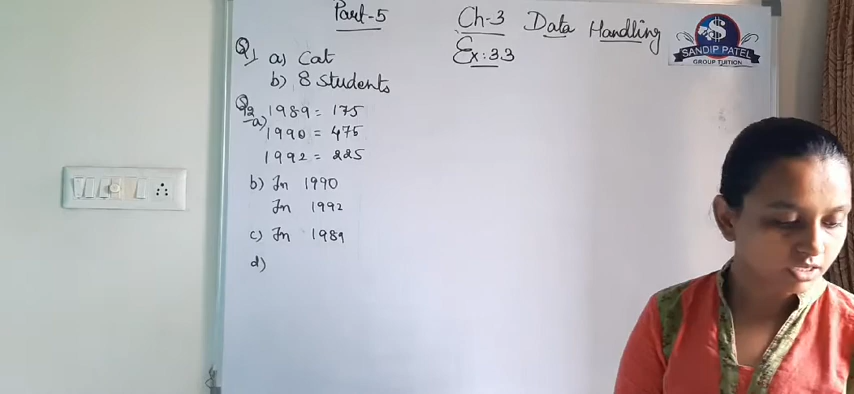 Part-5
Ch-3 Data Handling
Ex:3.3
SANDIP PATEL
GROUP TUITION
Q1 a) Cat
b) 8 Students
Q2 a) 1989 = 175
1990 = 475
1992 = 225
b) In 1990
In 1992
c) In 1989
d)